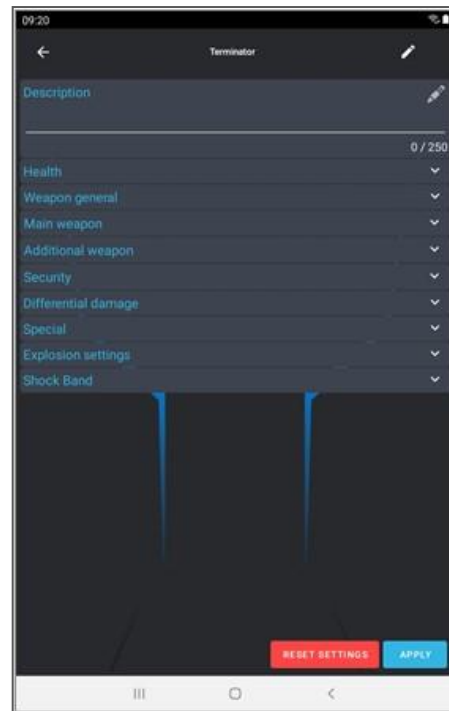 09:20
Terminator
Description
0 / 250
Health
Weapon general
Main weapon
Additional weapon
Security
Differential damage
Special
Explosion settings
Shock Band
RESET SETTINGS
APPLY